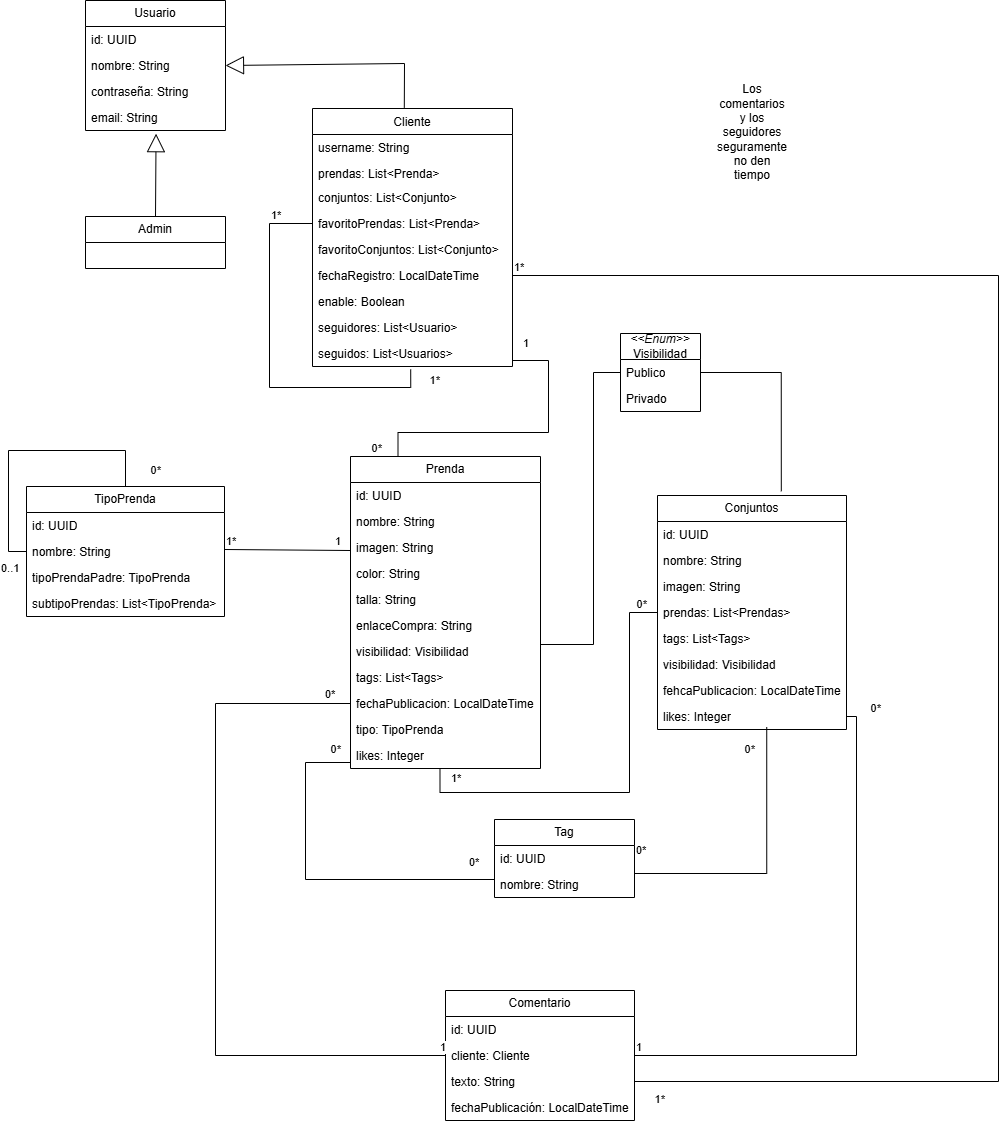 Usuario
id: UUID
nombre: String
contraseña: String
email: String
Admin
Cliente
username: String
prendas: List<Prenda>
conjuntos: List<Conjunto>
favoritoPrendas: List<Prenda>
favoritoConjuntos: List<Conjunto>
fechaRegistro: LocalDateTime
enable: Boolean
seguidores: List<Usuario>
seguidos: List<Usuarios>
1*
1*
1*
1
0*
Los
comentarios
y los
seguidores
seguramente
no den
tiempo
<<Enum>>
Visibilidad
Publico
Privado
0*
TipoPrenda
id: UUID
nombre: String
tipoPrendaPadre: TipoPrenda
subtipoPrendas: List<TipoPrenda>
0..1
1*
1
Prenda
id: UUID
nombre: String
imagen: String
color: String
talla: String
enlaceCompra: String
visibilidad: Visibilidad
tags: List<Tags>
fechaPublicacion: LocalDateTime
tipo: TipoPrenda
likes: Integer
0*
0*
1*
Conjuntos
id: UUID
nombre: String
imagen: String
prendas: List<Prendas>
tags: List<Tags>
visibilidad: Visibilidad
fehcaPublicacion: LocalDateTime
likes: Integer
0*
0*
0*
Tag
id: UUID
nombre: String
0*
0*
Comentario
id: UUID
cliente: Cliente
texto: String
fechaPublicación: LocalDateTime
1
1
1*